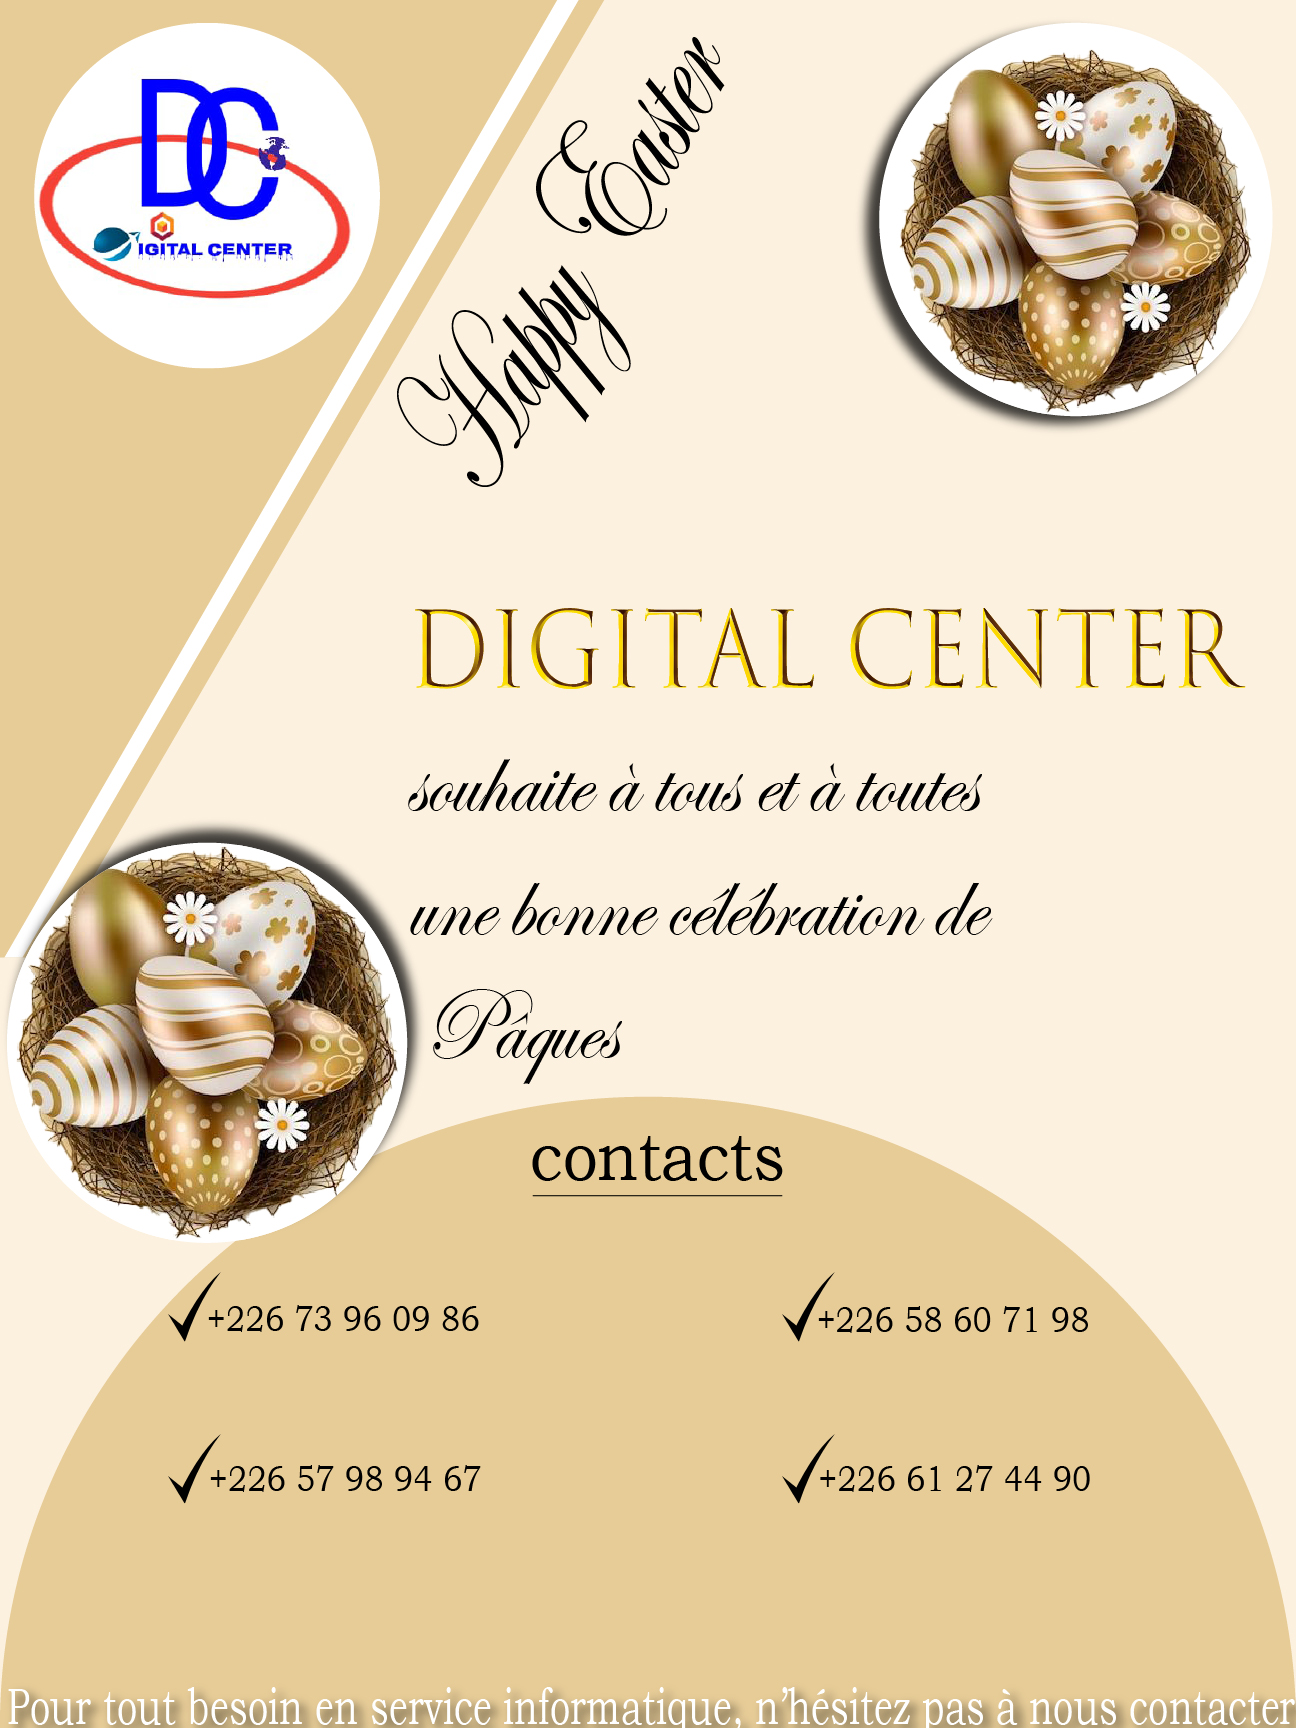 DC
IGITAL CENTER
Happy Easter
DIGITAL CENTER
souhaite à tous et à toutes
une bonne célébration de
Pâques
contacts
+226 73 96 09 86
+226 58 60 71 98
+226 57 98 94 67
+226 61 27 44 90
Pour tout besoin en service informatique, n'hésitez pas à nous contacter